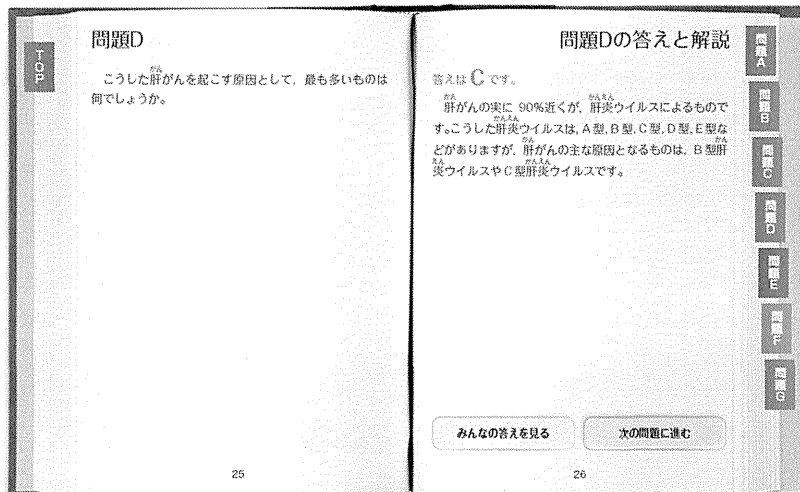 TOP
問題D
こうした肝がんを起こす原因として、最も多いものは
何でしょうか。
25
問題Dの答えと解説
答えは C です。
肝がんの実に 90%近くが、肝炎ウイルスによるもので
す。こうした肝炎ウイルスは、A型、B型、C型、D型、E型な
どがありますが、肝がんの主な原因となるものは、B型肝
炎ウイルスやC型肝炎ウイルスです。
みんなの答えを見る
次の問題に進む
26
問題A
問題B
問題C
問題D
問題E
問題F
問題G